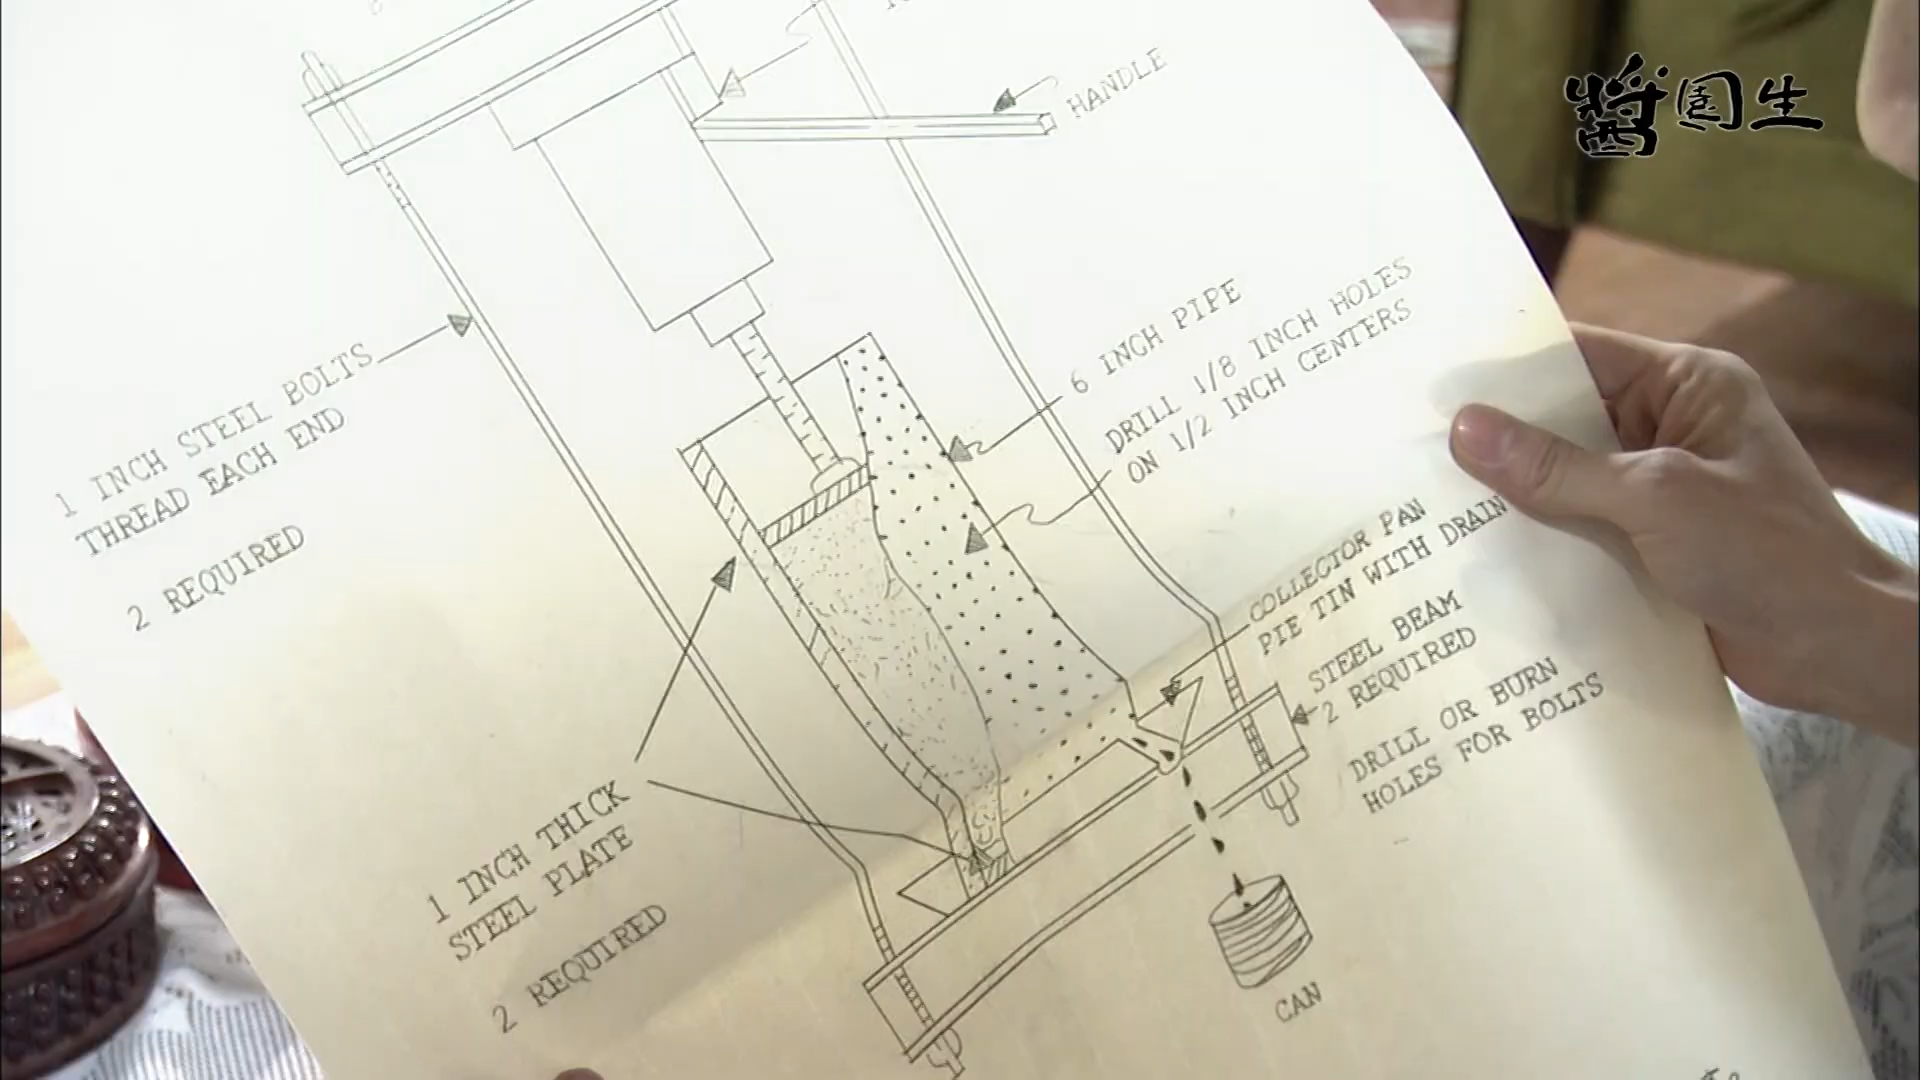 醬園生
HANDLE
6 INCH PIPE
DRILL 1/8 INCH HOLES
ON 1/2 INCH CENTERS
1 INCH STEEL BOLTS
THREAD EACH END
2 REQUIRED
COLLECTOR PAN
PIE TIN WITH DRAIN
STEEL BEAM
2 REQUIRED
DRILL OR BURN
HOLES FOR BOLTS
1 INCH THICK
STEEL PLATE
2 REQUIRED
CAN